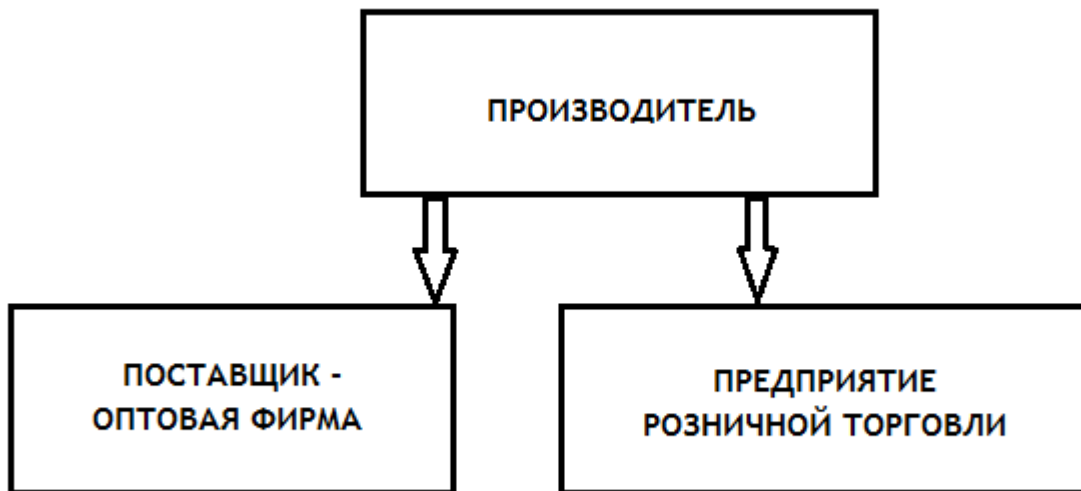 ПРОИЗВОДИТЕЛЬ
ПОСТАВЩИК -
ОПТОВАЯ ФИРМА
ПРЕДПРИЯТИЕ
РОЗНИЧНОЙ ТОРГОВЛИ